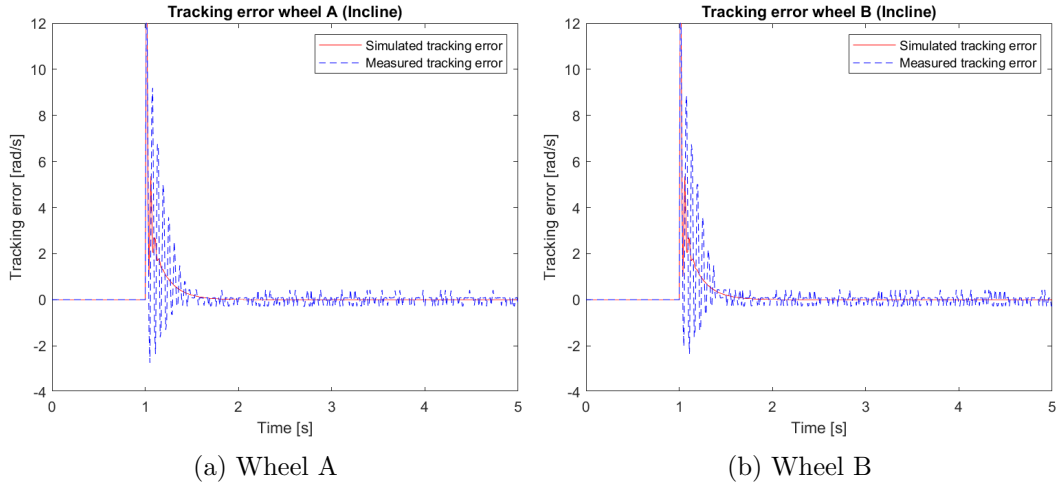 Tracking error wheel A (Incline)
Simulated tracking error
Measured tracking error
Tracking error [rad/s]
12
10
8
6
4
2
0
-2
-4
0 1 2 3 4 5
Time [s]
(a) Wheel A
Tracking error wheel B (Incline)
Simulated tracking error
Measured tracking error
Tracking error [rad/s]
12
10
8
6
4
2
0
-2
-4
0 1 2 3 4 5
Time [s]
(b) Wheel B